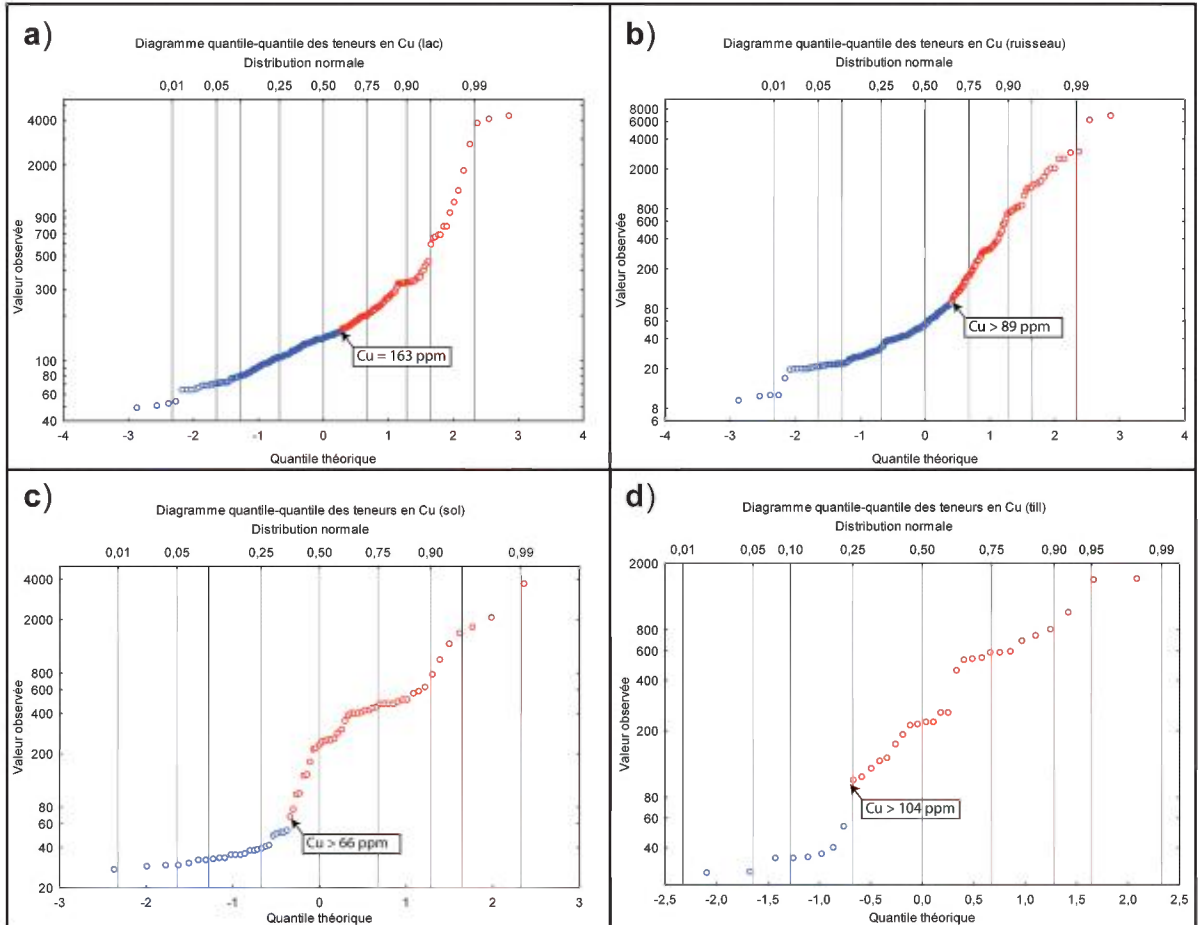 a)
Diagramme quantile-quantile des teneurs en Cu (lac)
Distribution normale
0,01 0,05 0,25 0,50 0,75 0,90 0,99
4000
2000
900
700
500
300
100
80
60
40
Valeur observée
Cu = 163 ppm
-4 -3 -2 -1 0 1 2 3 4
Quantile théorique
b)
Diagramme quantile-quantile des teneurs en Cu (ruisseau)
Distribution normale
0,01 0,05 0,25 0,50 0,75 0,90 0,99
8000
6000
4000
2000
800
600
400
200
80
60
40
20
8
6
Valeur observée
Cu > 89 ppm
-4 -3 -2 -1 0 1 2 3 4
Quantile théorique
c)
Diagramme quantile-quantile des teneurs en Cu (sol)
Distribution normale
0,01 0,05 0,25 0,50 0,75 0,90 0,99
4000
2000
800
600
400
200
80
60
40
20
Valeur observée
Cu > 66 ppm
-3 -2 -1 0 1 2 3
Quantile théorique
d)
Diagramme quantile-quantile des teneurs en Cu (till)
Distribution normale
0,01 0,05 0,10 0,25 0,50 0,75 0,90 0,95 0,99
2000
800
600
400
200
80
60
40
Valeur observée
Cu > 104 ppm
-2,5 -2,0 -1,5 -1,0 -0,5 0,0 0,5 1,0 1,5 2,0 2,5
Quantile théorique